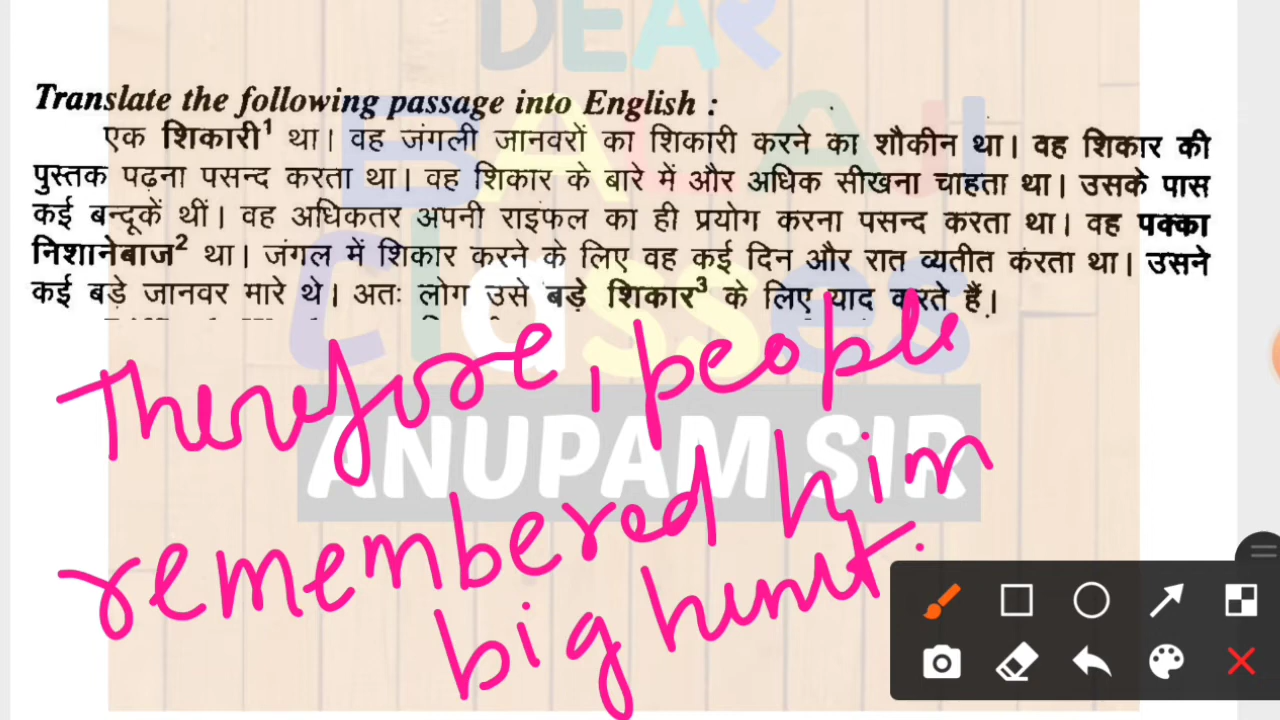 DEAR
BALAJI
Classes
ANUPAM SIR
Translate the following passage into English :
एक शिकारी¹ था। वह जंगली जानवरों का शिकारी करने का शौकीन था। वह शिकार की
पुस्तक पढ़ना पसन्द करता था। वह शिकार के बारे में और अधिक सीखना चाहता था। उसके पास
कई बन्दूकें थीं। वह अधिकतर अपनी राइफल का ही प्रयोग करना पसन्द करता था। वह पक्का
निशानेबाज² था। जंगल में शिकार करने के लिए वह कई दिन और रात व्यतीत करता था। उसने
कई बड़े जानवर मारे थे। अतः लोग उसे बड़े शिकार³ के लिए याद करते हैं।
Therefore, people
remembered him
big hunt.